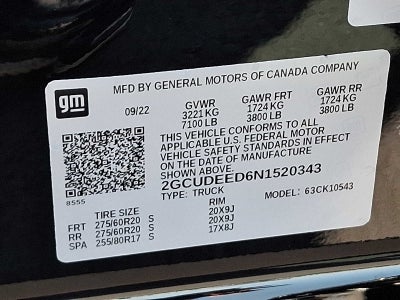 MFD BY GENERAL MOTORS OF CANADA COMPANY
gm
09/22 GVWR GAWR FRT GAWR RR
3221 KG 1724 KG 1724 KG
7100 LB 3800 LB 3800 LB
THIS VEHICLE CONFORMS TO ALL
APPLICABLE U.S. FEDERAL MOTOR
VEHICLE SAFETY STANDARDS IN EFFECT
ON THE DATE OF MANUFACTURE
SHOWN ABOVE.
2GCUDEED6N1520343
8555
TYPE: TRUCK MODEL: 63CK10543
TIRE SIZE RIM
FRT 275/60R20 S 20X9J
RR 275/60R20 S 20X9J
SPA 255/80R17 S 17X8J